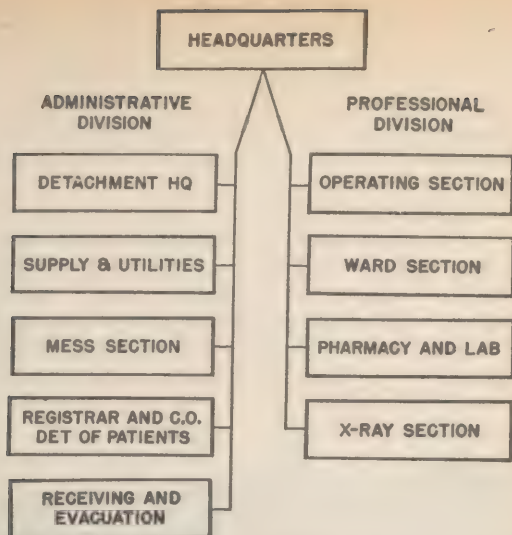 HEADQUARTERS
ADMINISTRATIVE
DIVISION
DETACHMENT HQ
SUPPLY & UTILITIES
MESS SECTION
REGISTRAR AND C.O.
DET OF PATIENTS
RECEIVING AND
EVACUATION
PROFESSIONAL
DIVISION
OPERATING SECTION
WARD SECTION
PHARMACY AND LAB
X-RAY SECTION